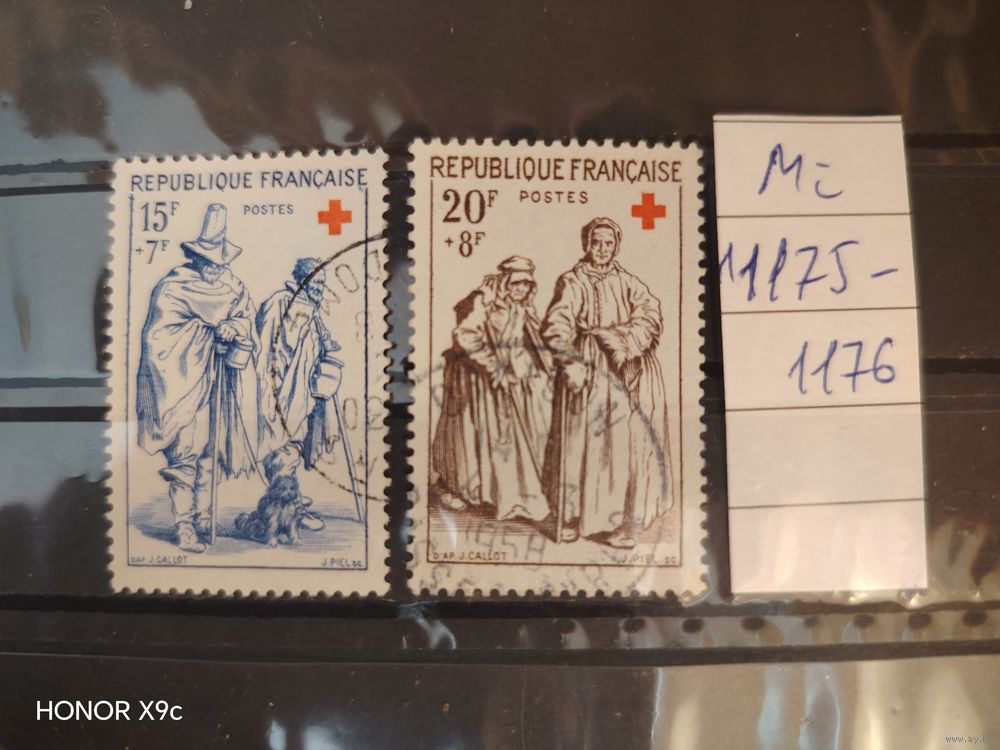 REPUBLIQUE FRANÇAISE
15F
POSTES
+7F
D'AP. J. CALLOT
J. PIEL SC
REPUBLIQUE FRANÇAISE
20F
POSTES
+8F
D'AP. J. CALLOT
J. PIEL SC
Mi
11175-
1176
HONOR X9c